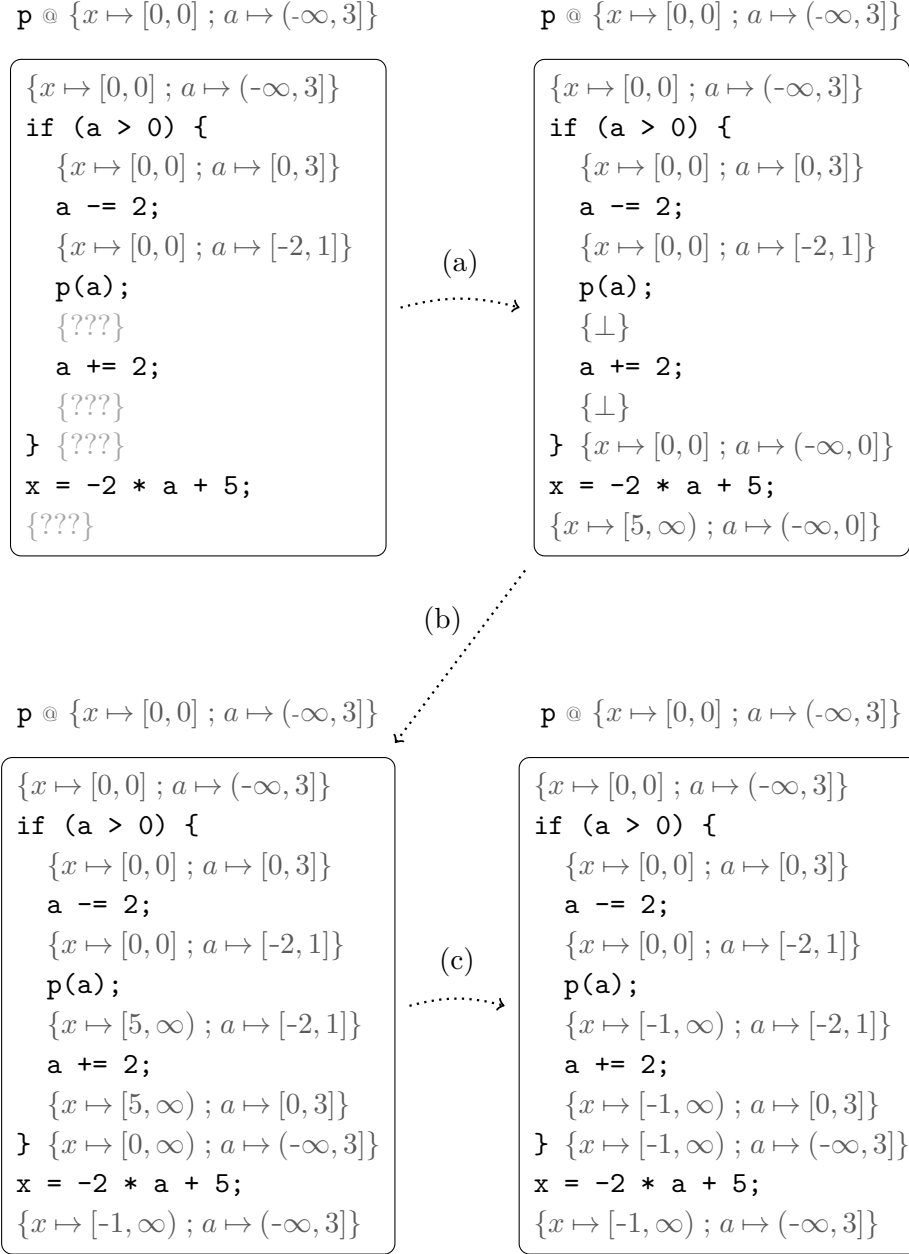 p @ {x ↦ [0, 0] ; a ↦ (-∞, 3]}
{x ↦ [0, 0] ; a ↦ (-∞, 3]}
if (a > 0) {
{x ↦ [0, 0] ; a ↦ [0, 3]}
a -= 2;
{x ↦ [0, 0] ; a ↦ [-2, 1]}
p(a);
{???}
a += 2;
{???}
} {???}
x = -2 * a + 5;
{???}
(a)
p @ {x ↦ [0, 0] ; a ↦ (-∞, 3]}
{x ↦ [0, 0] ; a ↦ (-∞, 3]}
if (a > 0) {
{x ↦ [0, 0] ; a ↦ [0, 3]}
a -= 2;
{x ↦ [0, 0] ; a ↦ [-2, 1]}
p(a);
{⊥}
a += 2;
{⊥}
} {x ↦ [0, 0] ; a ↦ (-∞, 0]}
x = -2 * a + 5;
{x ↦ [5, ∞) ; a ↦ (-∞, 0]}
(b)
p @ {x ↦ [0, 0] ; a ↦ (-∞, 3]}
{x ↦ [0, 0] ; a ↦ (-∞, 3]}
if (a > 0) {
{x ↦ [0, 0] ; a ↦ [0, 3]}
a -= 2;
{x ↦ [0, 0] ; a ↦ [-2, 1]}
p(a);
{x ↦ [5, ∞) ; a ↦ [-2, 1]}
a += 2;
{x ↦ [5, ∞) ; a ↦ [0, 3]}
} {x ↦ [0, ∞) ; a ↦ (-∞, 3]}
x = -2 * a + 5;
{x ↦ [-1, ∞) ; a ↦ (-∞, 3]}
(c)
p @ {x ↦ [0, 0] ; a ↦ (-∞, 3]}
{x ↦ [0, 0] ; a ↦ (-∞, 3]}
if (a > 0) {
{x ↦ [0, 0] ; a ↦ [0, 3]}
a -= 2;
{x ↦ [0, 0] ; a ↦ [-2, 1]}
p(a);
{x ↦ [-1, ∞) ; a ↦ [-2, 1]}
a += 2;
{x ↦ [-1, ∞) ; a ↦ [0, 3]}
} {x ↦ [-1, ∞) ; a ↦ (-∞, 3]}
x = -2 * a + 5;
{x ↦ [-1, ∞) ; a ↦ (-∞, 3]}